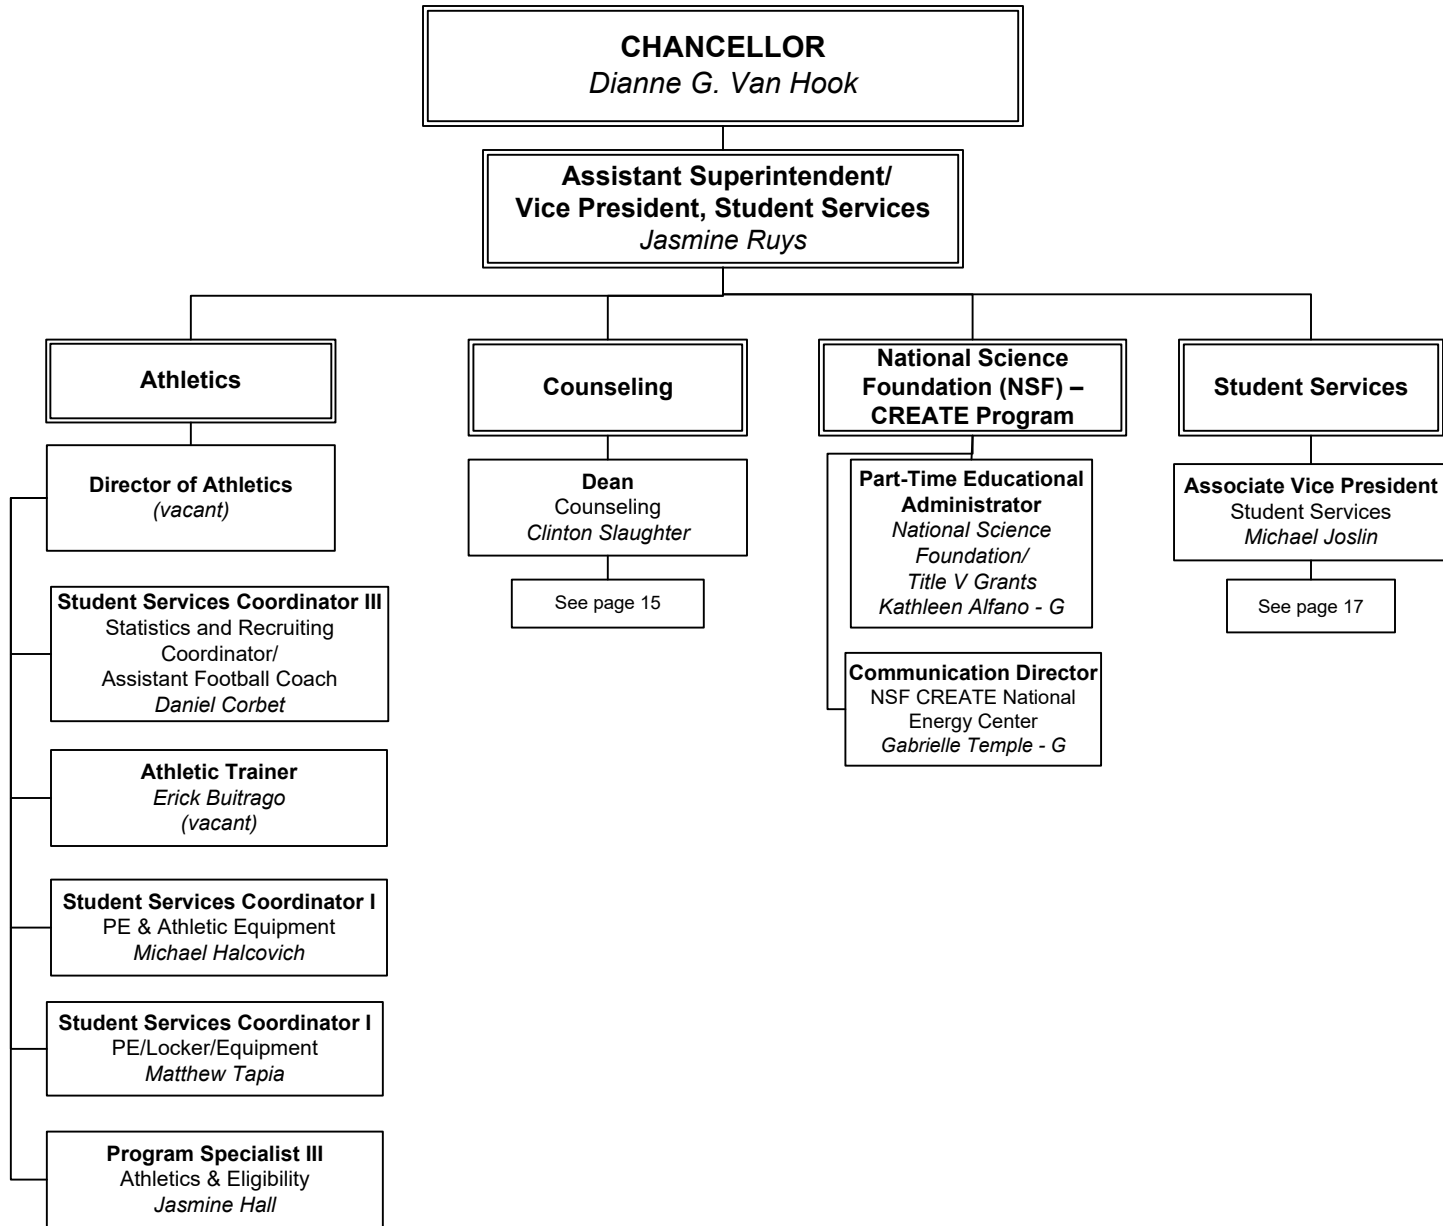 CHANCELLOR
Dianne G. Van Hook
Assistant Superintendent/
Vice President, Student Services
Jasmine Ruys
Athletics
Director of Athletics
(vacant)
Student Services Coordinator III
Statistics and Recruiting
Coordinator/
Assistant Football Coach
Daniel Corbet
Athletic Trainer
Erick Buitrago
(vacant)
Student Services Coordinator I
PE & Athletic Equipment
Michael Halcovich
Student Services Coordinator I
PE/Locker/Equipment
Matthew Tapia
Program Specialist III
Athletics & Eligibility
Jasmine Hall
Counseling
Dean
Counseling
Clinton Slaughter
See page 15
National Science
Foundation (NSF) –
CREATE Program
Part-Time Educational
Administrator
National Science
Foundation/
Title V Grants
Kathleen Alfano - G
Communication Director
NSF CREATE National
Energy Center
Gabrielle Temple - G
Student Services
Associate Vice President
Student Services
Michael Joslin
See page 17